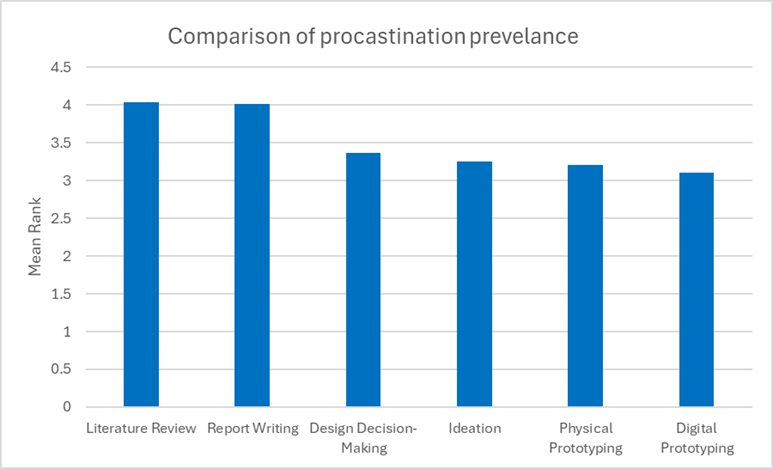 Comparison of procastination prevelance
4.5
4
3.5
3
2.5
2
1.5
1
0.5
0
Mean Rank
Literature Review
Report Writing
Design Decision-
Making
Ideation
Physical
Prototyping
Digital
Prototyping